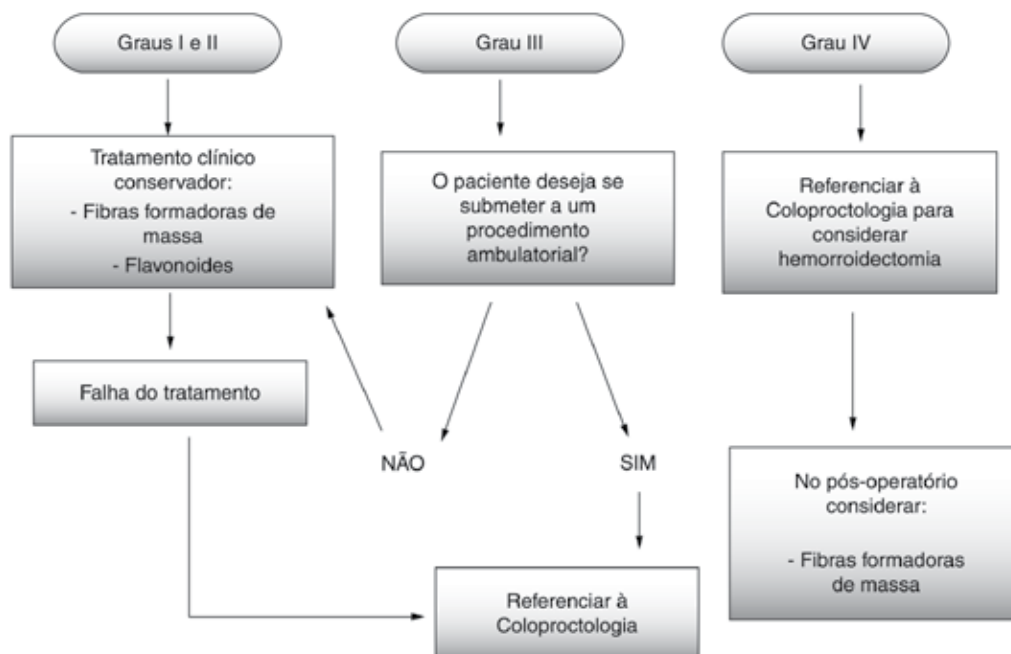 Graus I e II
Grau III
Grau IV
Tratamento clínico
conservador:
- Fibras formadoras de
massa
- Flavonoides
O paciente deseja se
submeter a um
procedimento
ambulatorial?
Referenciar à
Coloproctologia para
considerar
hemorroidectomia
Falha do tratamento
NÃO
SIM
No pós-operatório
considerar:
- Fibras formadoras
de massa
Referenciar à
Coloproctologia